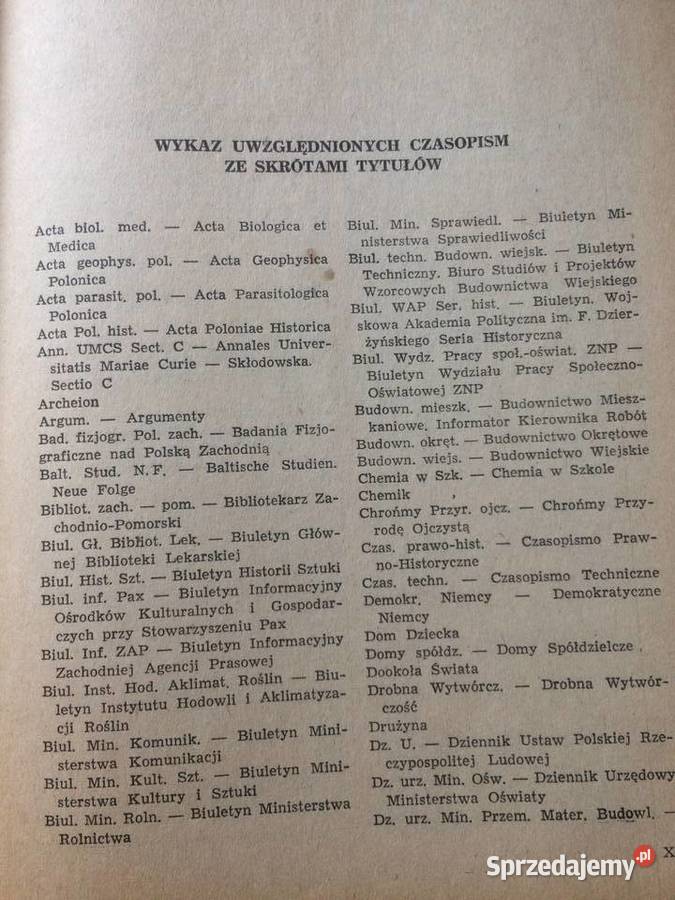 WYKAZ UWZGLĘDNIONYCH CZASOPISM
ZE SKRÓTAMI TYTUŁÓW
Acta biol. med. — Acta Biologica et
Medica
Acta geophys. pol. — Acta Geophysica
Polonica
Acta parasit. pol. — Acta Parasitologica
Polonica
Acta Pol. hist. — Acta Poloniae Historica
Ann. UMCS Sect. C — Annales Univer-
sitatis Mariae Curie — Skłodowska.
Sectio C
Archeion
Argum. — Argumenty
Bad. fizjogr. Pol. zach. — Badania Fizjo-
graficzne nad Polską Zachodnią
Balt. Stud. N.F. — Baltische Studien.
Neue Folge
Bibliot. zach. — pom. — Bibliotekarz Za-
chodnio-Pomorski
Biul. Gł. Bibliot. Lek. — Biuletyn Głów-
nej Biblioteki Lekarskiej
Biul. Hist. Szt. — Biuletyn Historii Sztuki
Biul. inf. Pax — Biuletyn Informacyjny
Ośrodków Kulturalnych i Gospodar-
czych przy Stowarzyszeniu Pax
Biul. Inf. ZAP — Biuletyn Informacyjny
Zachodniej Agencji Prasowej
Biul. Inst. Hod. Aklimat. Roślin — Biu-
letyn Instytutu Hodowli i Aklimatyza-
cji Roślin
Biul. Min. Komunik. — Biuletyn Mini-
sterstwa Komunikacji
Biul. Min. Kult. Szt. — Biuletyn Mini-
sterstwa Kultury i Sztuki
Biul. Min. Roln. — Biuletyn Ministerstwa
Rolnictwa
Biul. Min. Sprawiedl. — Biuletyn Mi-
nisterstwa Sprawiedliwości
Biul. techn. Budown. wiejsk. — Biuletyn
Techniczny. Biuro Studiów i Projektów
Wzorcowych Budownictwa Wiejskiego
Biul. WAP Ser. hist. — Biuletyn. Woj-
skowa Akademia Polityczna im. F. Dzier-
żyńskiego Seria Historyczna
Biul. Wydz. Pracy społ.-oświat. ZNP —
Biuletyn Wydziału Pracy Społeczno-
Oświatowej ZNP
Budown. mieszk. — Budownictwo Miesz-
kaniowe. Informator Kierownika Robót
Budown. okręt. — Budownictwo Okrętowe
Budown. wiejs. — Budownictwo Wiejskie
Chemia w Szk. — Chemia w Szkole
Chemik
Chrońmy Przyr. ojcz. — Chrońmy Przy-
rodę Ojczystą
Czas. prawo-hist. — Czasopismo Praw-
no-Historyczne
Czas. techn. — Czasopismo Techniczne
Demokr. Niemcy — Demokratyczne
Niemcy
Dom Dziecka
Domy spółdz. — Domy Spółdzielcze
Dookoła Świata
Drobna Wytwórcz. — Drobna Wytwór-
czość
Drużyna
Dz. U. — Dziennik Ustaw Polskiej Rze-
czypospolitej Ludowej
Dz. urz. Min. Ośw. — Dziennik Urzędowy
Ministerstwa Oświaty
Dz. urz. Min. Przem. Mater. Budowl. —
X
Sprzedajemy.pl